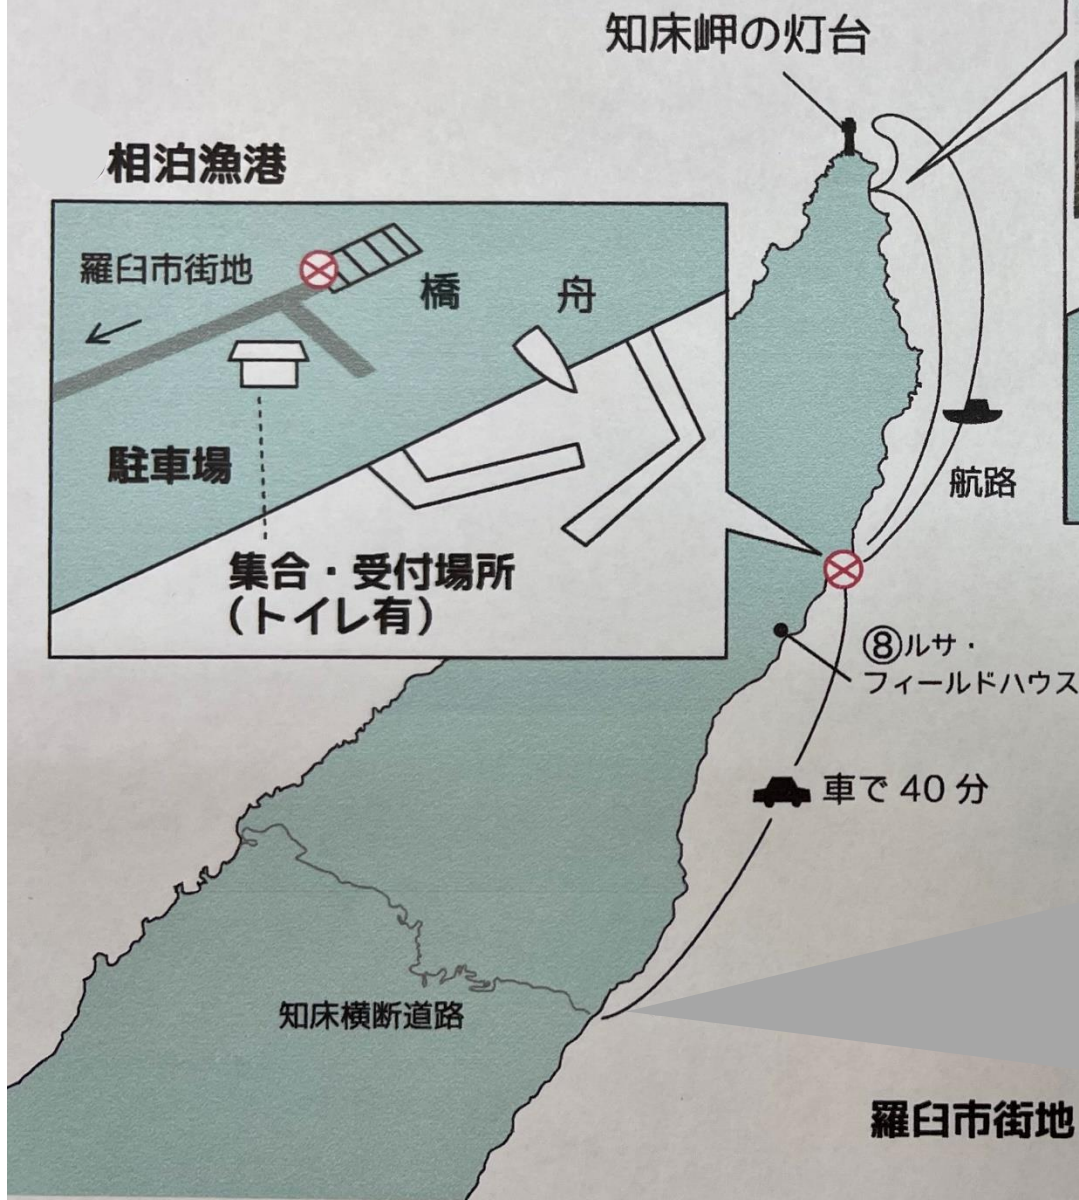 知床岬の灯台
相泊漁港
羅臼市街地
橋
舟
駐車場
集合・受付場所
(トイレ有)
航路
⑧ルサ・
フィールドハウス
車で40分
知床横断道路
羅臼市街地